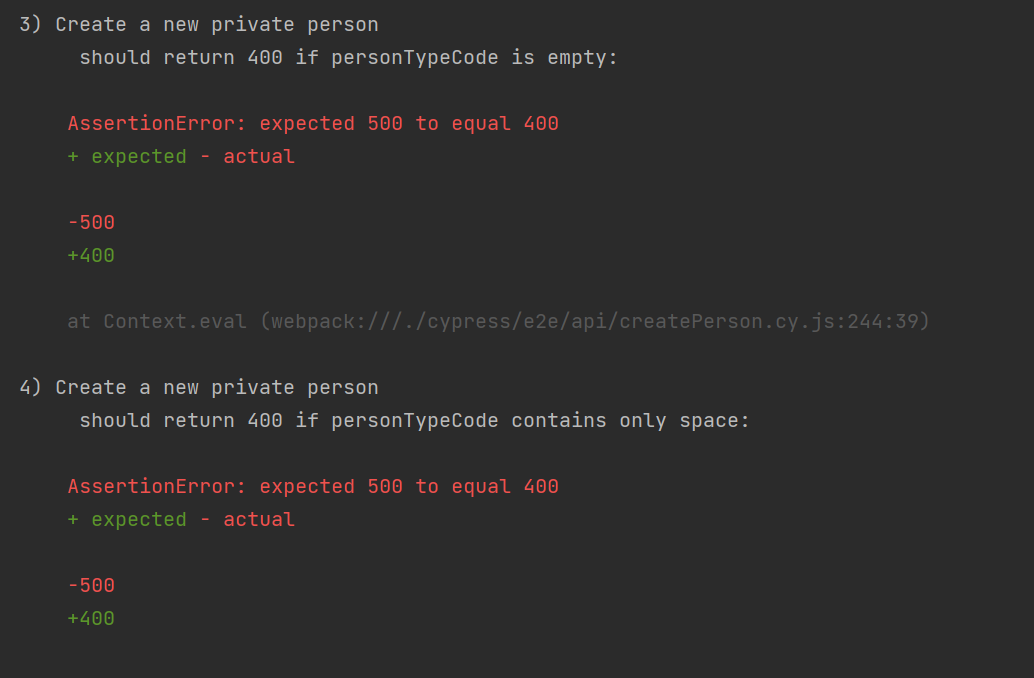 3) Create a new private person
should return 400 if personTypeCode is empty:
AssertionError: expected 500 to equal 400
+ expected - actual
-500
+400
at Context.eval (webpack:///./cypress/e2e/api/createPerson.cy.js:244:39)
4) Create a new private person
should return 400 if personTypeCode contains only space:
AssertionError: expected 500 to equal 400
+ expected - actual
-500
+400